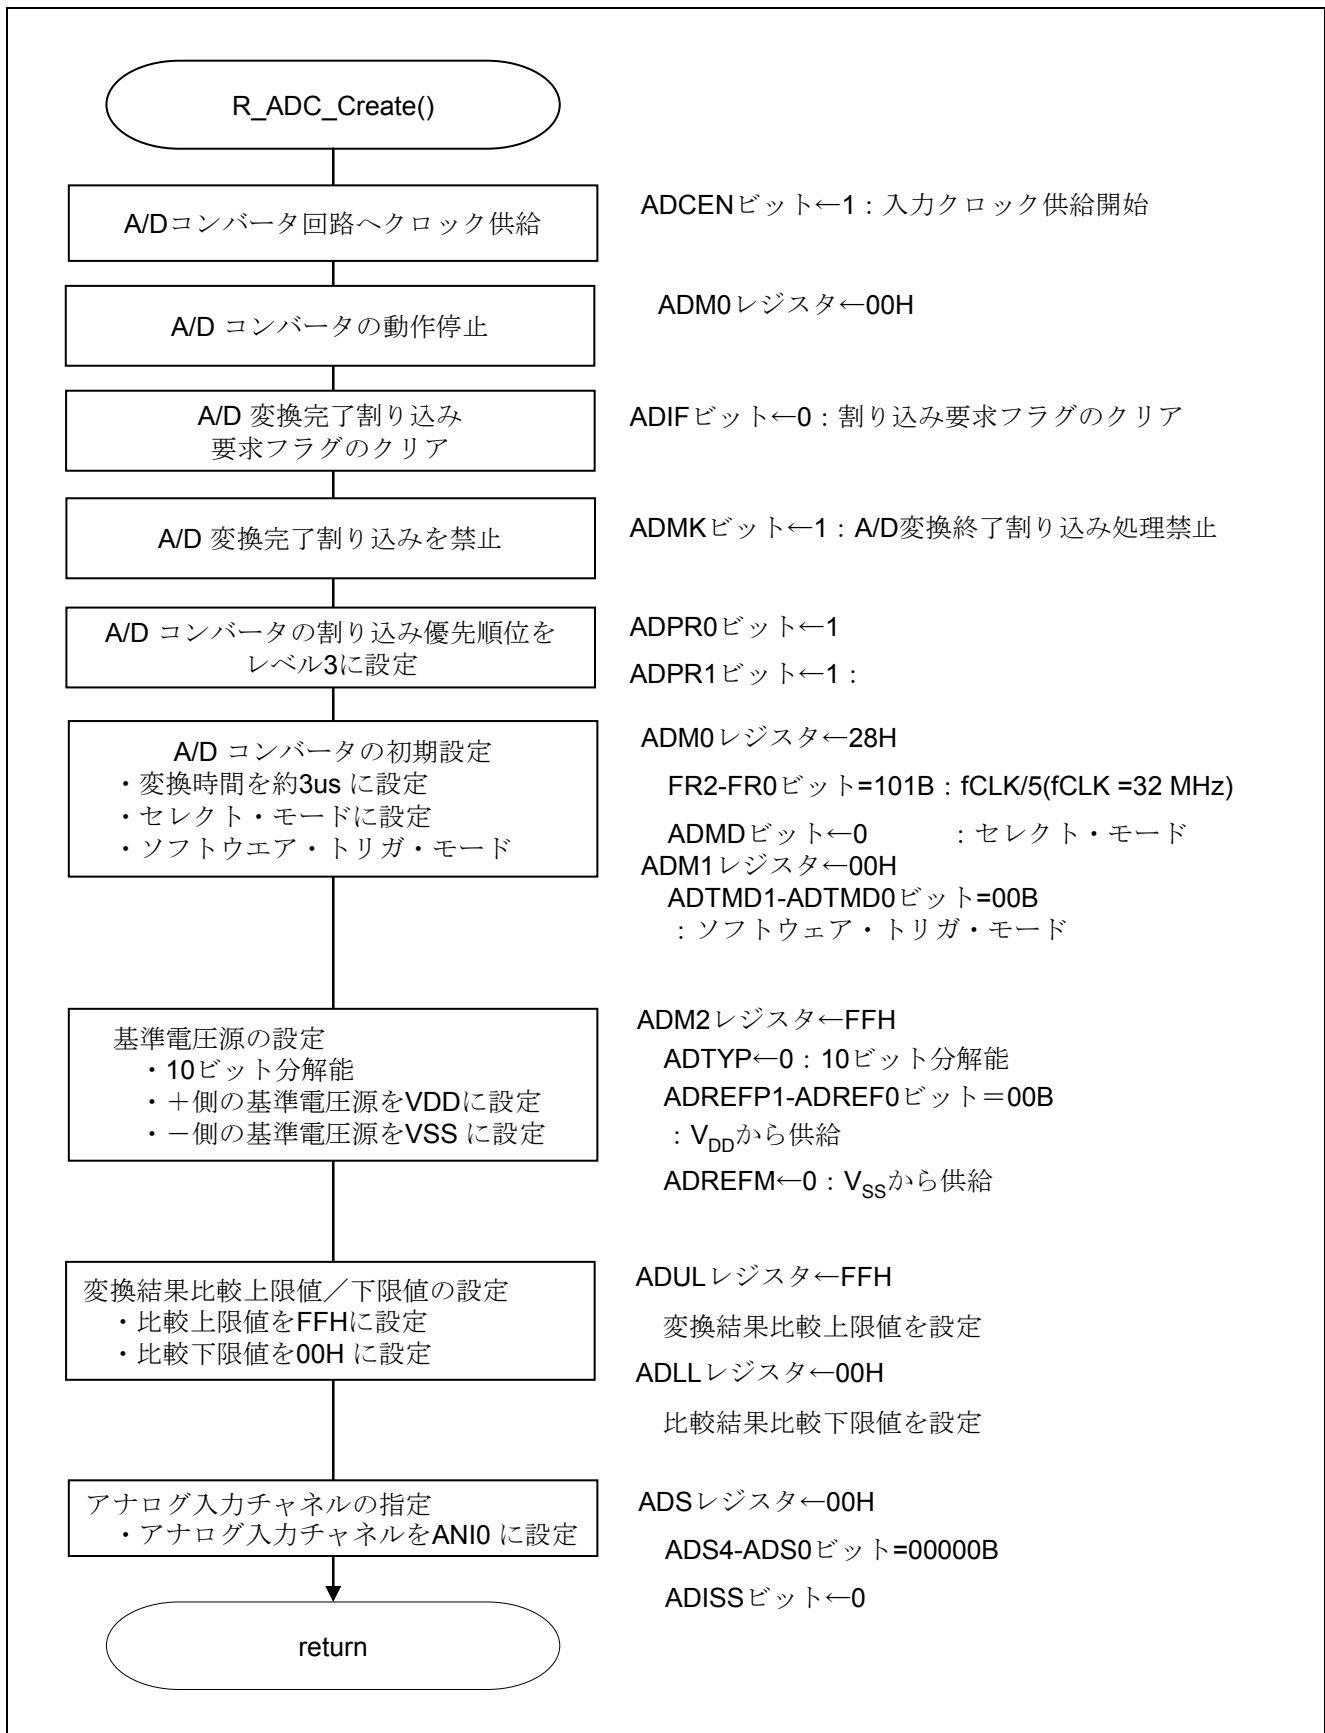 R_ADC_Create()
A/Dコンバータ回路へクロック供給
ADCENビット←1：入力クロック供給開始
A/D コンバータの動作停止
ADM0レジスタ←00H
A/D 変換完了割り込み
要求フラグのクリア
ADIFビット←0：割り込み要求フラグのクリア
A/D 変換完了割り込みを禁止
ADMKビット←1：A/D変換終了割り込み処理禁止
A/D コンバータの割り込み優先順位を
レベル3に設定
ADPR0ビット←1
ADPR1ビット←1：
A/D コンバータの初期設定
・変換時間を約3us に設定
・セレクト・モードに設定
・ソフトウエア・トリガ・モード
ADM0レジスタ←28H
FR2-FR0ビット=101B：fCLK/5(fCLK =32 MHz)
ADMDビット←0 ：セレクト・モード
ADM1レジスタ←00H
ADTMD1-ADTMD0ビット=00B
：ソフトウェア・トリガ・モード
基準電圧源の設定
・10ビット分解能
・＋側の基準電圧源をVDDに設定
・－側の基準電圧源をVSS に設定
ADM2レジスタ←FFH
ADTYP←0：10ビット分解能
ADREFP1-ADREF0ビット＝00B
：VDDから供給
ADREFM←0：VSSから供給
変換結果比較上限値／下限値の設定
・比較上限値をFFHに設定
・比較下限値を00H に設定
ADULレジスタ←FFH
変換結果比較上限値を設定
ADLLレジスタ←00H
比較結果比較下限値を設定
アナログ入力チャネルの指定
・アナログ入力チャネルをANI0 に設定
ADSレジスタ←00H
ADS4-ADS0ビット=00000B
ADISSビット←0
return